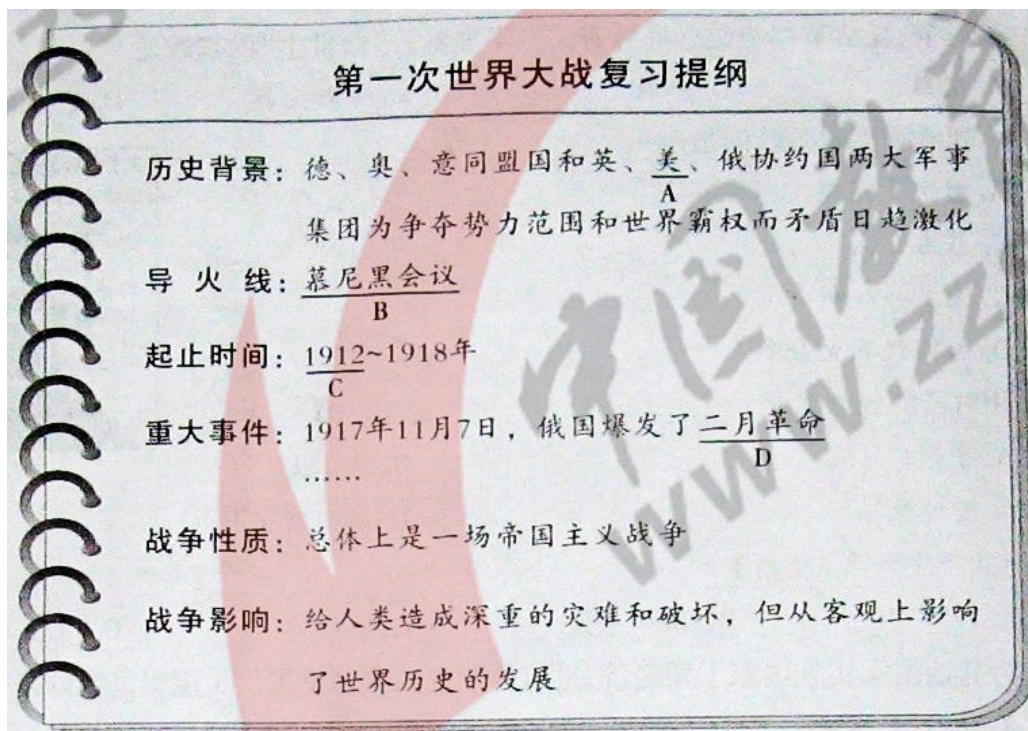 第一次世界大战复习提纲
历史背景：德、奥、意同盟国和英、美、俄协约国两大军事
A
集团为争夺势力范围和世界霸权而矛盾日趋激化
导火线：慕尼黑会议
B
起止时间：1912~1918年
C
重大事件：1917年11月7日，俄国爆发了二月革命
D
……
战争性质：总体上是一场帝国主义战争
战争影响：给人类造成深重的灾难和破坏，但从客观上影响
了世界历史的发展
中国教
www.zz